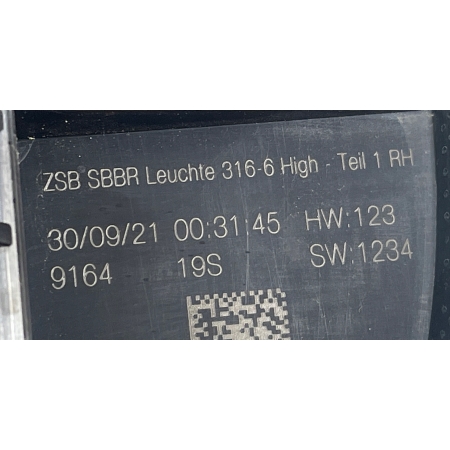 ZSB SBBR Leuchte 316-6 High - Teil 1 RH
30/09/21 00:31:45 HW:123
9164 19S SW:1234